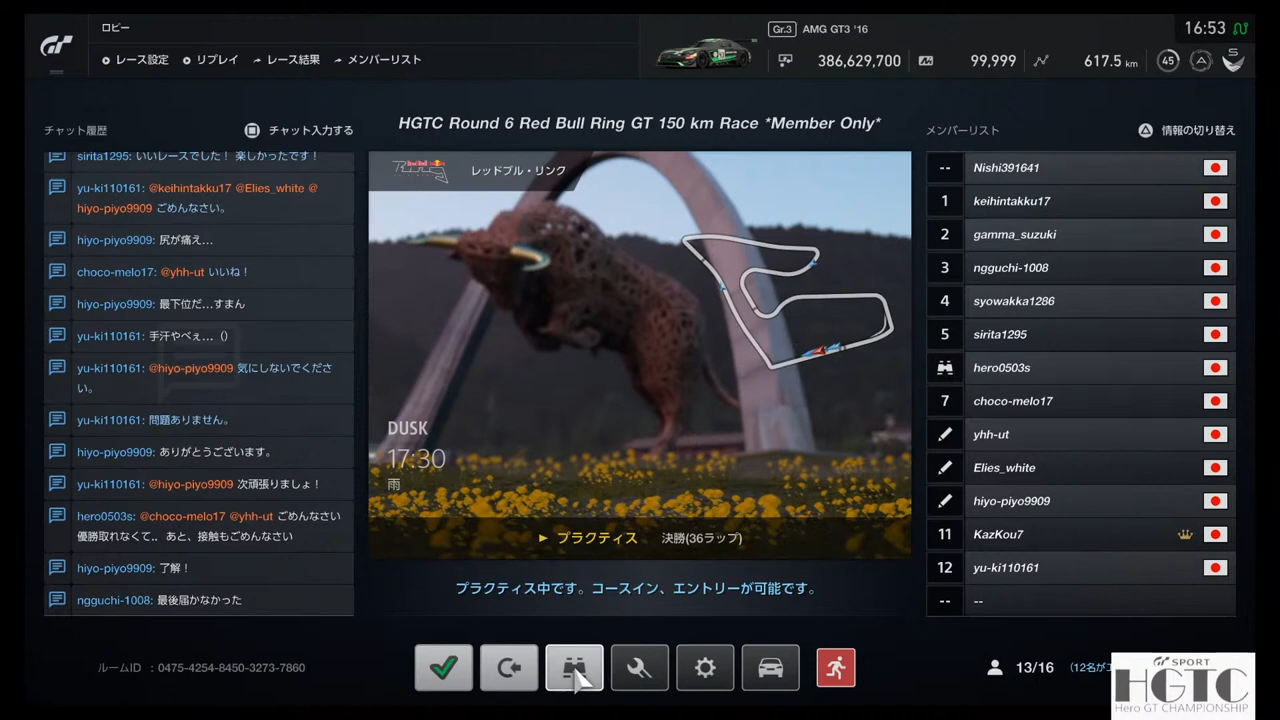 ロビー
Gr.3 AMG GT3 '16
16:53
レース設定 リプレイ レース結果 メンバーリスト
386,629,700 99,999 617.5 km 45 S
チャット履歴 チャット入力する
HGTC Round 6 Red Bull Ring GT 150 km Race *Member Only*
メンバーリスト 情報の切り替え
sirita1295: いいレースでした！ 楽しかったです！
yu-ki110161: @keihintakku17 @Elies_white @
hiyo-piyo9909 ごめんなさい。
hiyo-piyo9909: 尻が痛え...
choco-melo17: @yhh-ut いいね！
hiyo-piyo9909: 最下位だ...すまん
yu-ki110161: 手汗やべぇ...（）
yu-ki110161: @hiyo-piyo9909 気にしないでくださ
い。
yu-ki110161: 問題ありません。
hiyo-piyo9909: ありがとうございます。
yu-ki110161: @hiyo-piyo9909 次頑張りましょ！
hero0503s: @choco-melo17 @yhh-ut ごめんなさい
優勝取れなくて.. あと、接触もごめんなさい
hiyo-piyo9909: 了解！
ngguchi-1008: 最後届かなかった
Red Bull Ring
レッドブル・リンク
DUSK
17:30
雨
プラクティス 決勝(36ラップ)
プラクティス中です。コースイン、エントリーが可能です。
-- Nishi391641
1 keihintakku17
2 gamma_suzuki
3 ngguchi-1008
4 syowakka1286
5 sirita1295
hero0503s
7 choco-melo17
yhh-ut
Elies_white
hiyo-piyo9909
11 KazKou7
12 yu-ki110161
-- --
ルームID ：0475-4254-8450-3273-7860
13/16 (12名が
GT SPORT
HGTC
Hero GT CHAMPIONSHIP